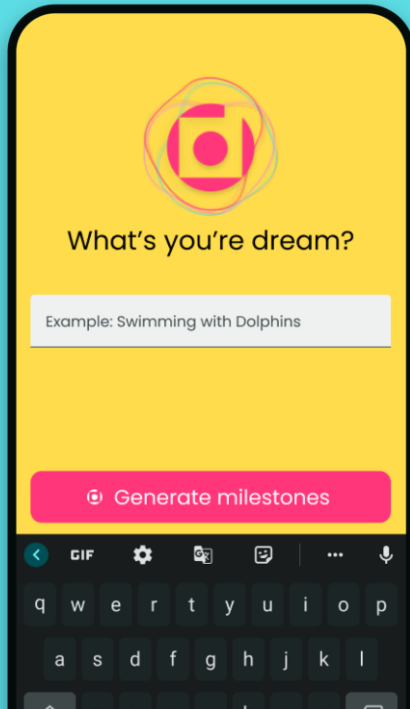 What's you're dream?
Example: Swimming with Dolphins
Generate milestones
GIF
q w e r t y u i o p
a s d f g h j k l